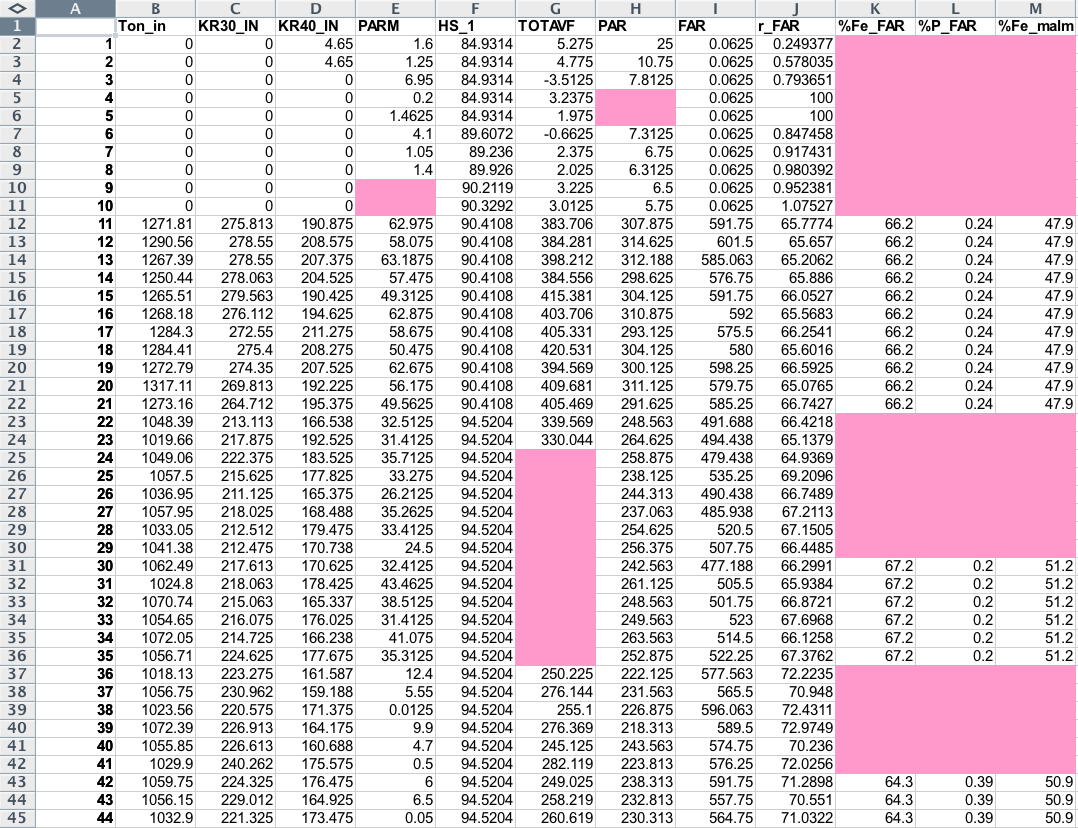 A B C D E F G H I J K L M
1 Ton_in KR30_IN KR40_IN PARM HS_1 TOTAVF PAR FAR r_FAR %Fe_FAR %P_FAR %Fe_malm
2 1 0 0 4.65 1.6 84.9314 5.275 25 0.0625 0.249377
3 2 0 0 4.65 1.25 84.9314 4.775 10.75 0.0625 0.578035
4 3 0 0 0 6.95 84.9314 -3.5125 7.8125 0.0625 0.793651
5 4 0 0 0 0.2 84.9314 3.2375 0.0625 100
6 5 0 0 0 1.4625 84.9314 1.975 0.0625 100
7 6 0 0 0 4.1 89.6072 -0.6625 7.3125 0.0625 0.847458
8 7 0 0 0 1.05 89.236 2.375 6.75 0.0625 0.917431
9 8 0 0 0 1.4 89.926 2.025 6.3125 0.0625 0.980392
10 9 0 0 0 90.2119 3.225 6.5 0.0625 0.952381
11 10 0 0 0 90.3292 3.0125 5.75 0.0625 1.07527
12 11 1271.81 275.813 190.875 62.975 90.4108 383.706 307.875 591.75 65.7774 66.2 0.24 47.9
13 12 1290.56 278.55 208.575 58.075 90.4108 384.281 314.625 601.5 65.657 66.2 0.24 47.9
14 13 1267.39 278.55 207.375 63.1875 90.4108 398.212 312.188 585.063 65.2062 66.2 0.24 47.9
15 14 1250.44 278.063 204.525 57.475 90.4108 384.556 298.625 576.75 65.886 66.2 0.24 47.9
16 15 1265.51 279.563 190.425 49.3125 90.4108 415.381 304.125 591.75 66.0527 66.2 0.24 47.9
17 16 1268.18 276.112 194.625 62.875 90.4108 403.706 310.875 592 65.5683 66.2 0.24 47.9
18 17 1284.3 272.55 211.275 58.675 90.4108 405.331 293.125 575.5 66.2541 66.2 0.24 47.9
19 18 1284.41 275.4 208.275 50.475 90.4108 420.531 304.125 580 65.6016 66.2 0.24 47.9
20 19 1272.79 274.35 207.525 62.675 90.4108 394.569 300.125 598.25 66.5925 66.2 0.24 47.9
21 20 1317.11 269.813 192.225 56.175 90.4108 409.681 311.125 579.75 65.0765 66.2 0.24 47.9
22 21 1273.16 264.712 195.375 49.5625 90.4108 405.469 291.625 585.25 66.7427 66.2 0.24 47.9
23 22 1048.39 213.113 166.538 32.5125 94.5204 339.569 248.563 491.688 66.4218
24 23 1019.66 217.875 192.525 31.4125 94.5204 330.044 264.625 494.438 65.1379
25 24 1049.06 222.375 183.525 35.7125 94.5204 258.875 479.438 64.9369
26 25 1057.5 215.625 177.825 33.275 94.5204 238.125 535.25 69.2096
27 26 1036.95 211.125 165.375 26.2125 94.5204 244.313 490.438 66.7489
28 27 1057.95 218.025 168.488 35.2625 94.5204 237.063 485.938 67.2113
29 28 1033.05 212.512 179.475 33.4125 94.5204 254.625 520.5 67.1505
30 29 1041.38 212.475 170.738 24.5 94.5204 256.375 507.75 66.4485
31 30 1062.49 217.613 170.625 32.4125 94.5204 242.563 477.188 66.2991 67.2 0.2 51.2
32 31 1024.8 218.063 178.425 43.4625 94.5204 261.125 505.5 65.9384 67.2 0.2 51.2
33 32 1070.74 215.063 165.337 38.5125 94.5204 248.563 501.75 66.8721 67.2 0.2 51.2
34 33 1054.65 216.075 176.025 31.4125 94.5204 249.563 523 67.6968 67.2 0.2 51.2
35 34 1072.05 214.725 166.238 41.075 94.5204 263.563 514.5 66.1258 67.2 0.2 51.2
36 35 1056.71 224.625 177.675 35.3125 94.5204 252.875 522.25 67.3762 67.2 0.2 51.2
37 36 1018.13 223.275 161.587 12.4 94.5204 250.225 222.125 577.563 72.2235
38 37 1056.75 230.962 159.188 5.55 94.5204 276.144 231.563 565.5 70.948
39 38 1023.56 220.575 171.375 0.0125 94.5204 255.1 226.875 596.063 72.4311
40 39 1072.39 226.913 164.175 9.9 94.5204 276.369 218.313 589.5 72.9749
41 40 1055.85 226.613 160.688 4.7 94.5204 245.125 243.563 574.75 70.236
42 41 1029.9 240.262 175.575 0.5 94.5204 282.119 223.813 576.25 72.0256
43 42 1059.75 224.325 176.475 6 94.5204 249.025 238.313 591.75 71.2898 64.3 0.39 50.9
44 43 1056.15 229.012 164.925 6.5 94.5204 258.219 232.813 557.75 70.551 64.3 0.39 50.9
45 44 1032.9 221.325 173.475 0.05 94.5204 260.619 230.313 564.75 71.0322 64.3 0.39 50.9